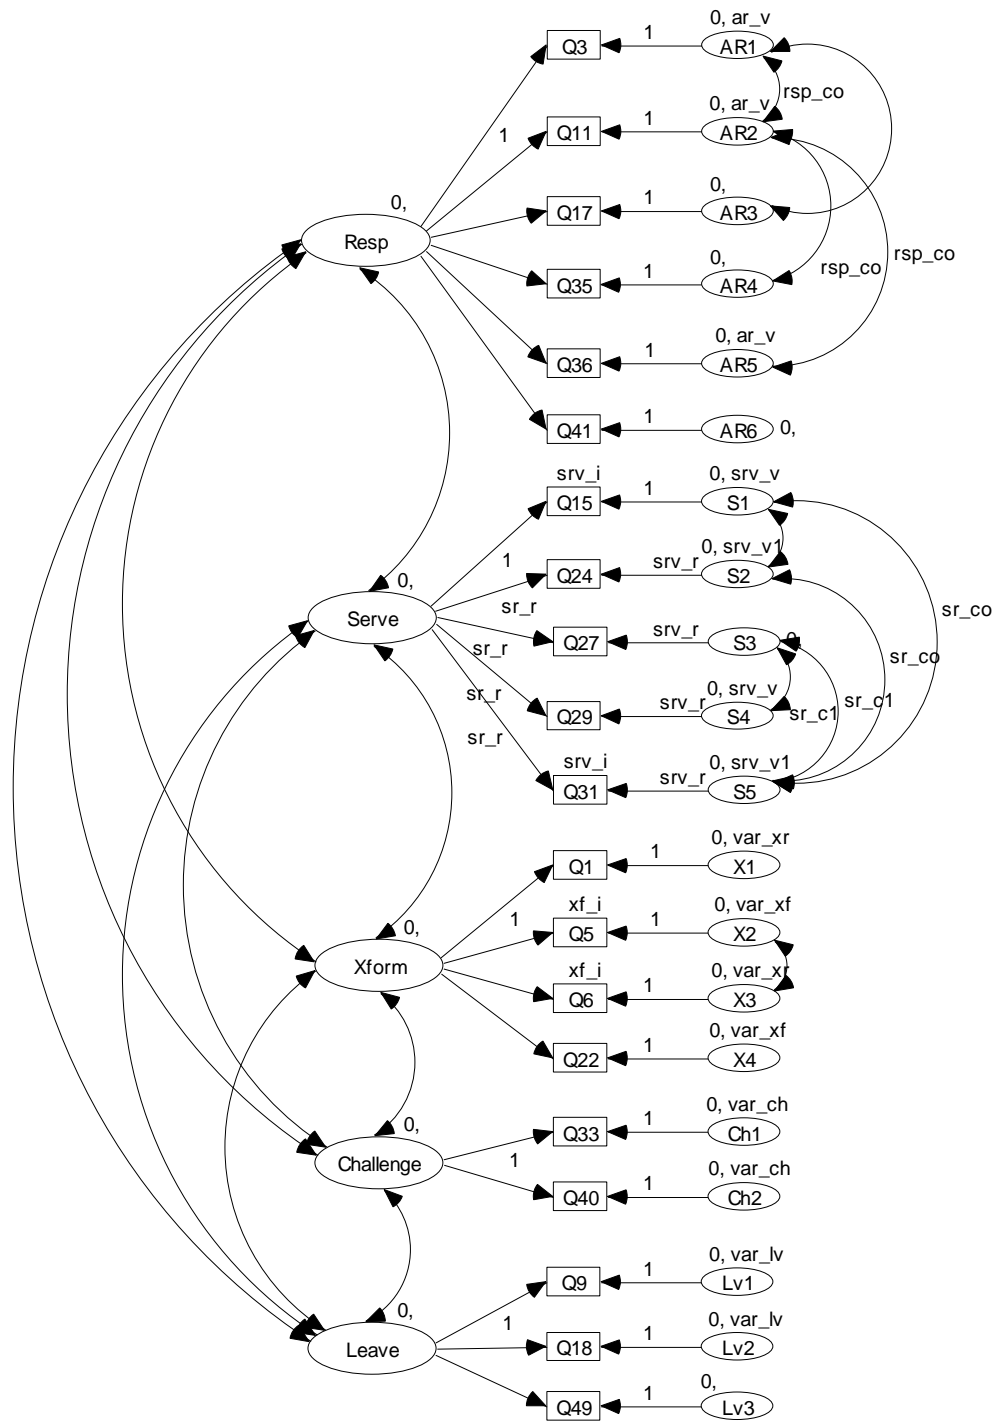 0, ar_v
Q3
1
AR1
rsp_co
0, ar_v
Q11
1
AR2
1
0,
Q17
1
AR3
0,
Resp
0,
Q35
1
AR4
rsp_co
rsp_co
0, ar_v
Q36
1
AR5
Q41
1
AR6
0,
srv_i
0, srv_v
Q15
1
S1
1
0, srv_v1
Q24
srv_r
S2
0,
Serve
sr_r
Q27
srv_r
S3
0,
sr_co
sr_r
sr_co
0, srv_v
Q29
srv_r
S4
sr_r
sr_c1
sr_c1
sr_r
srv_i
0, srv_v1
Q31
srv_r
S5
0, var_xr
Q1
1
X1
xf_i
0, var_xf
1
Q5
1
X2
0,
Xform
xf_i
0, var_xr
Q6
1
X3
0, var_xf
Q22
1
X4
0, var_ch
Q33
1
Ch1
0,
Challenge
1
0, var_ch
Q40
1
Ch2
0, var_lv
Q9
1
Lv1
0,
1
0, var_lv
Leave
Q18
1
Lv2
0,
Q49
1
Lv3